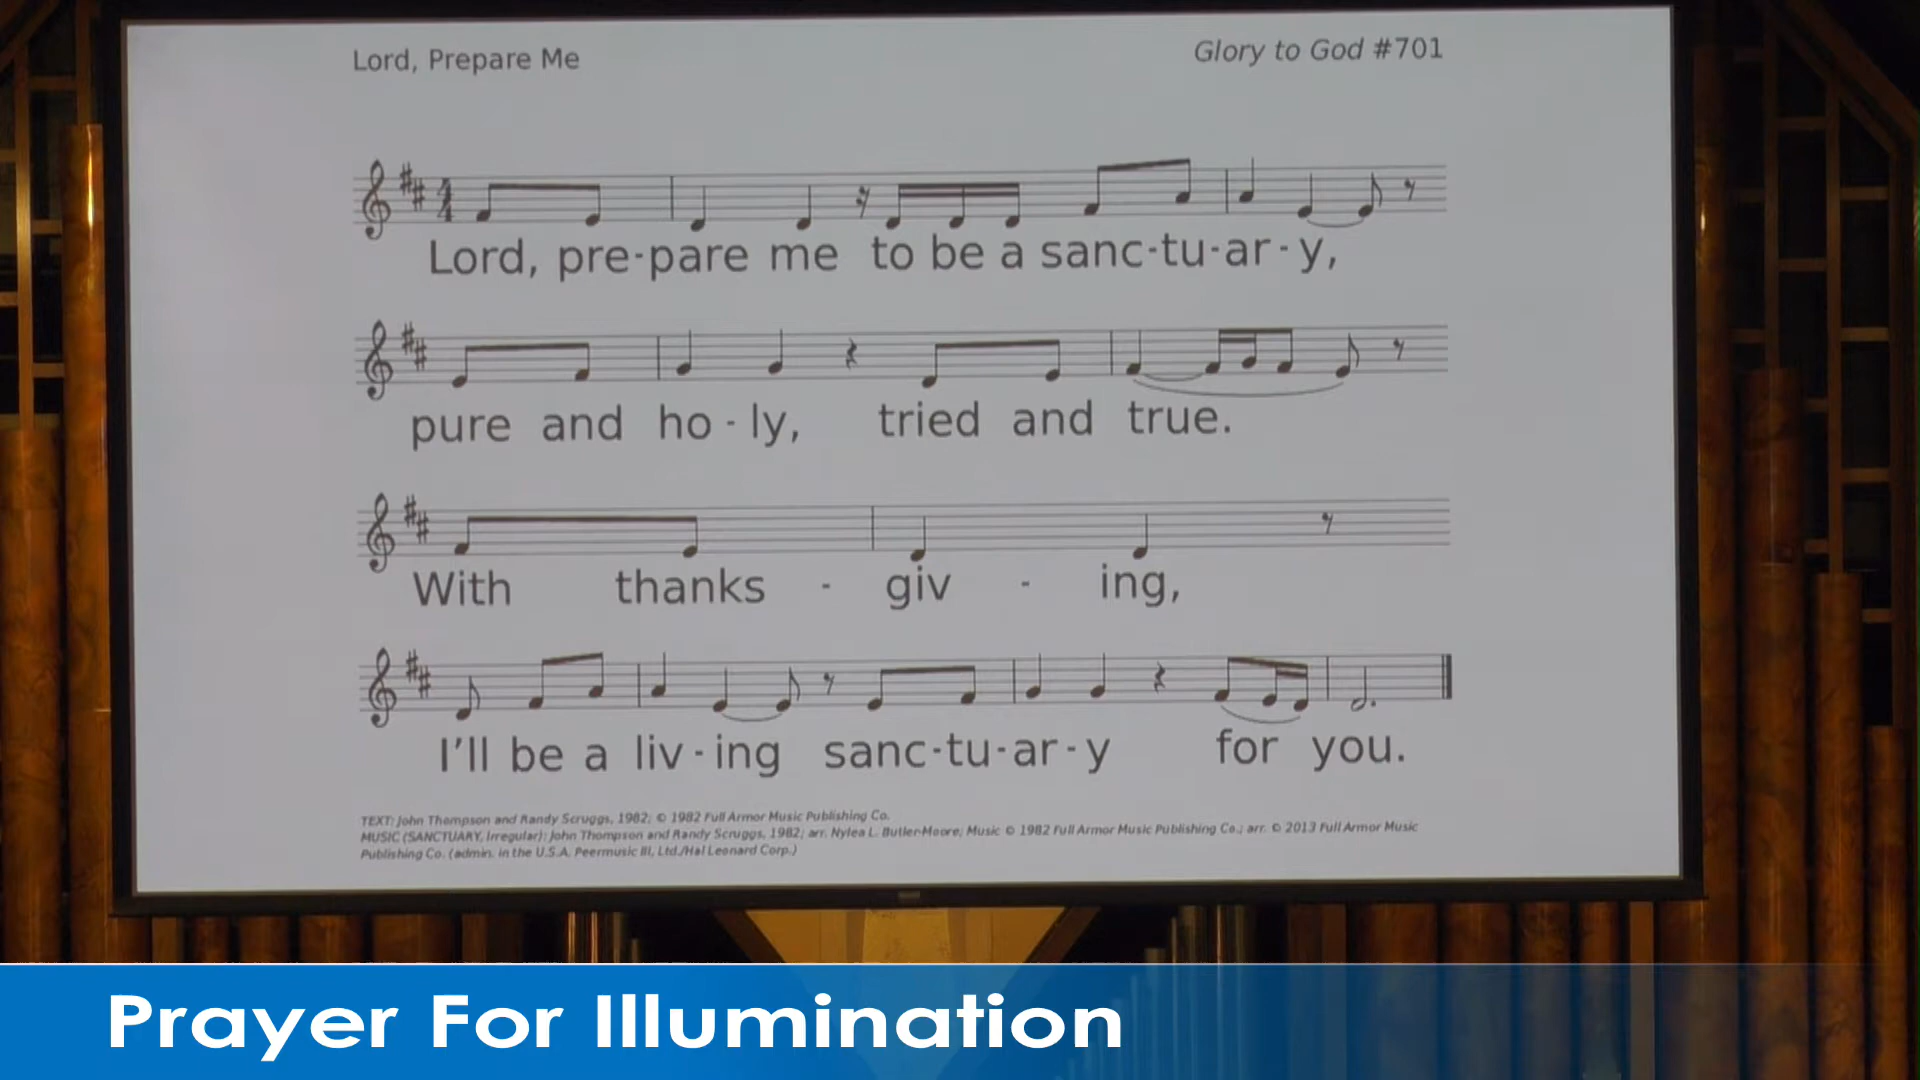 Lord, Prepare Me
Glory to God #701
Lord, pre-pare me to be a sanc-tu-ar-y,
pure and ho-ly, tried and true.
With thanks-giv-ing,
I'll be a liv-ing sanc-tu-ar-y for you.
TEXT: John Thompson and Randy Scruggs, 1982; © 1982 Full Armor Music Publishing Co.
MUSIC (SANCTUARY, Irregular): John Thompson and Randy Scruggs, 1982; arr. Nylea L. Butler-Moore; Music © 1982 Full Armor Music Publishing Co.; arr. © 2013 Full Armor Music
Publishing Co. (admin. in the U.S.A. Peermusic III, Ltd./Hal Leonard Corp.)
Prayer For Illumination